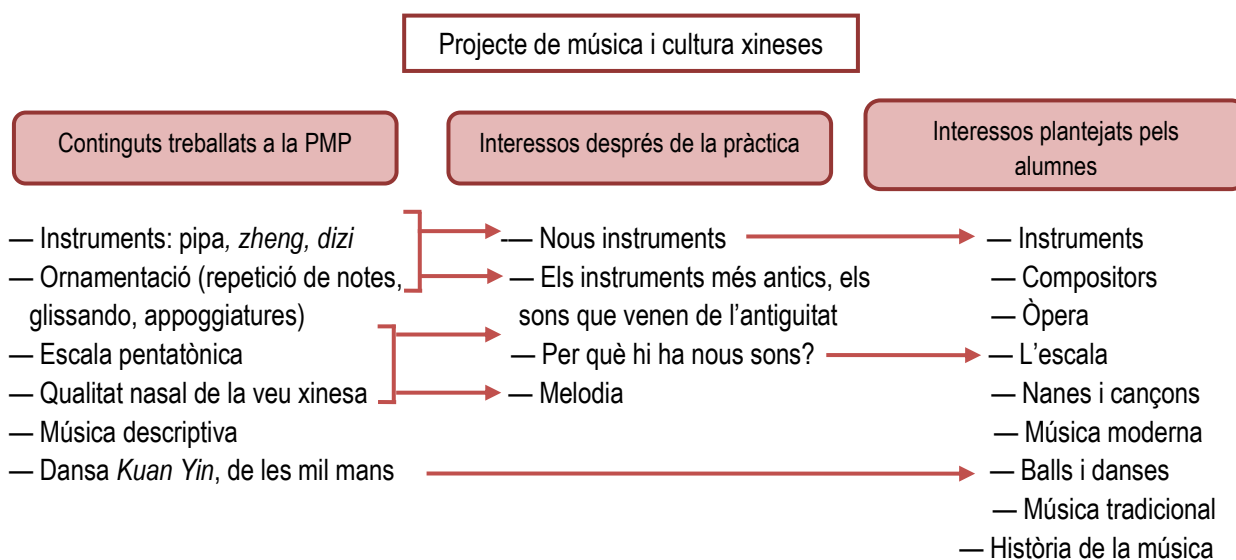 Projecte de música i cultura xineses
Continguts treballats a la PMP
Interessos després de la pràctica
Interessos plantejats pels
alumnes
— Instruments: pipa, zheng, dizi
— Ornamentació (repetició de notes,
glissando, appoggiatures)
— Escala pentatònica
— Qualitat nasal de la veu xinesa
— Música descriptiva
— Dansa Kuan Yin, de les mil mans
-— Nous instruments
— Els instruments més antics, els
sons que venen de l’antiguitat
— Per què hi ha nous sons?
— Melodia
— Instruments
— Compositors
— Òpera
— L’escala
— Nanes i cançons
— Música moderna
— Balls i danses
— Música tradicional
— Història de la música